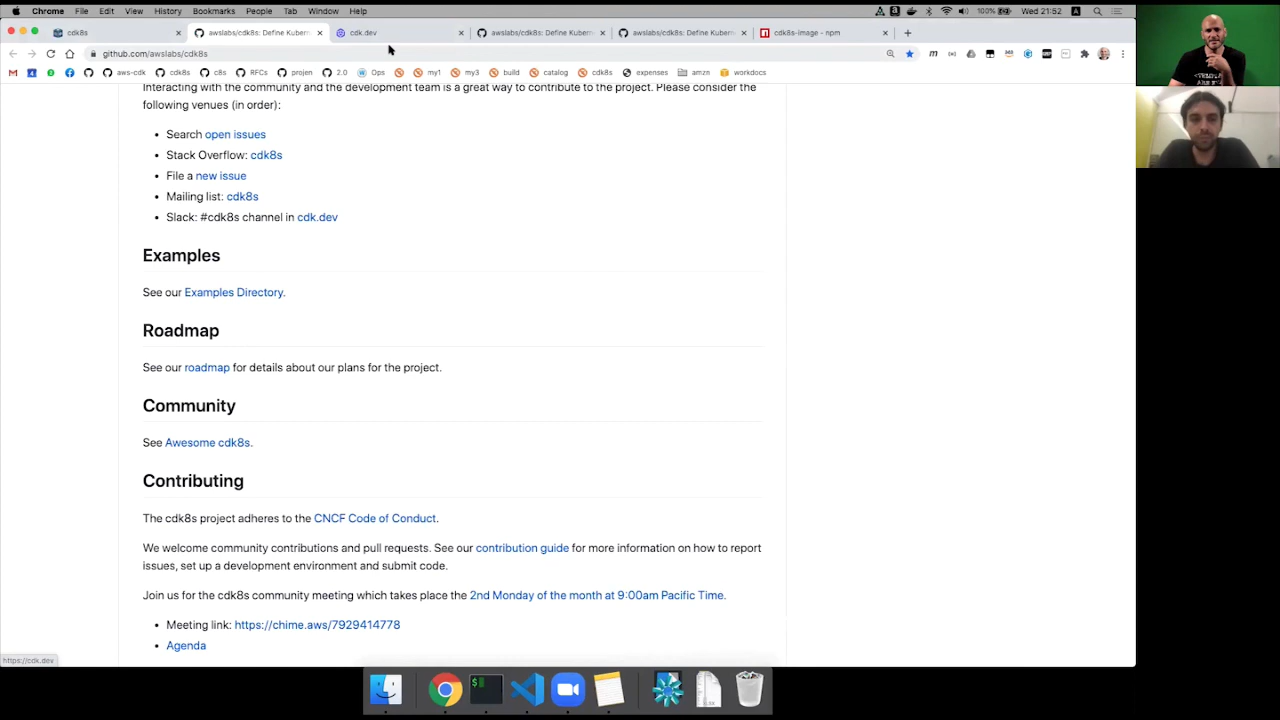 Chrome File Edit View History Bookmarks People Tab Window Help 100% Wed 21:52 A
cdk8s awslabs/cdk8s: Define Kubern cdk.dev awslabs/cdk8s: Define Kubern awslabs/cdk8s: Define Kubern cdk8s-image - npm
github.com/awslabs/cdk8s
aws-cdk cdk8s c8s RFCs projen 2.0 Ops my1 my3 build catalog cdk8s expenses amzn workdocs
Interacting with the community and the development team is a great way to contribute to the project. Please consider the
following venues (in order):
• Search open issues
• Stack Overflow: cdk8s
• File a new issue
• Mailing list: cdk8s
• Slack: #cdk8s channel in cdk.dev
Examples
See our Examples Directory.
Roadmap
See our roadmap for details about our plans for the project.
Community
See Awesome cdk8s.
Contributing
The cdk8s project adheres to the CNCF Code of Conduct.
We welcome community contributions and pull requests. See our contribution guide for more information on how to report
issues, set up a development environment and submit code.
Join us for the cdk8s community meeting which takes place the 2nd Monday of the month at 9:00am Pacific Time.
• Meeting link: https://chime.aws/7929414778
• Agenda
https://cdk.dev